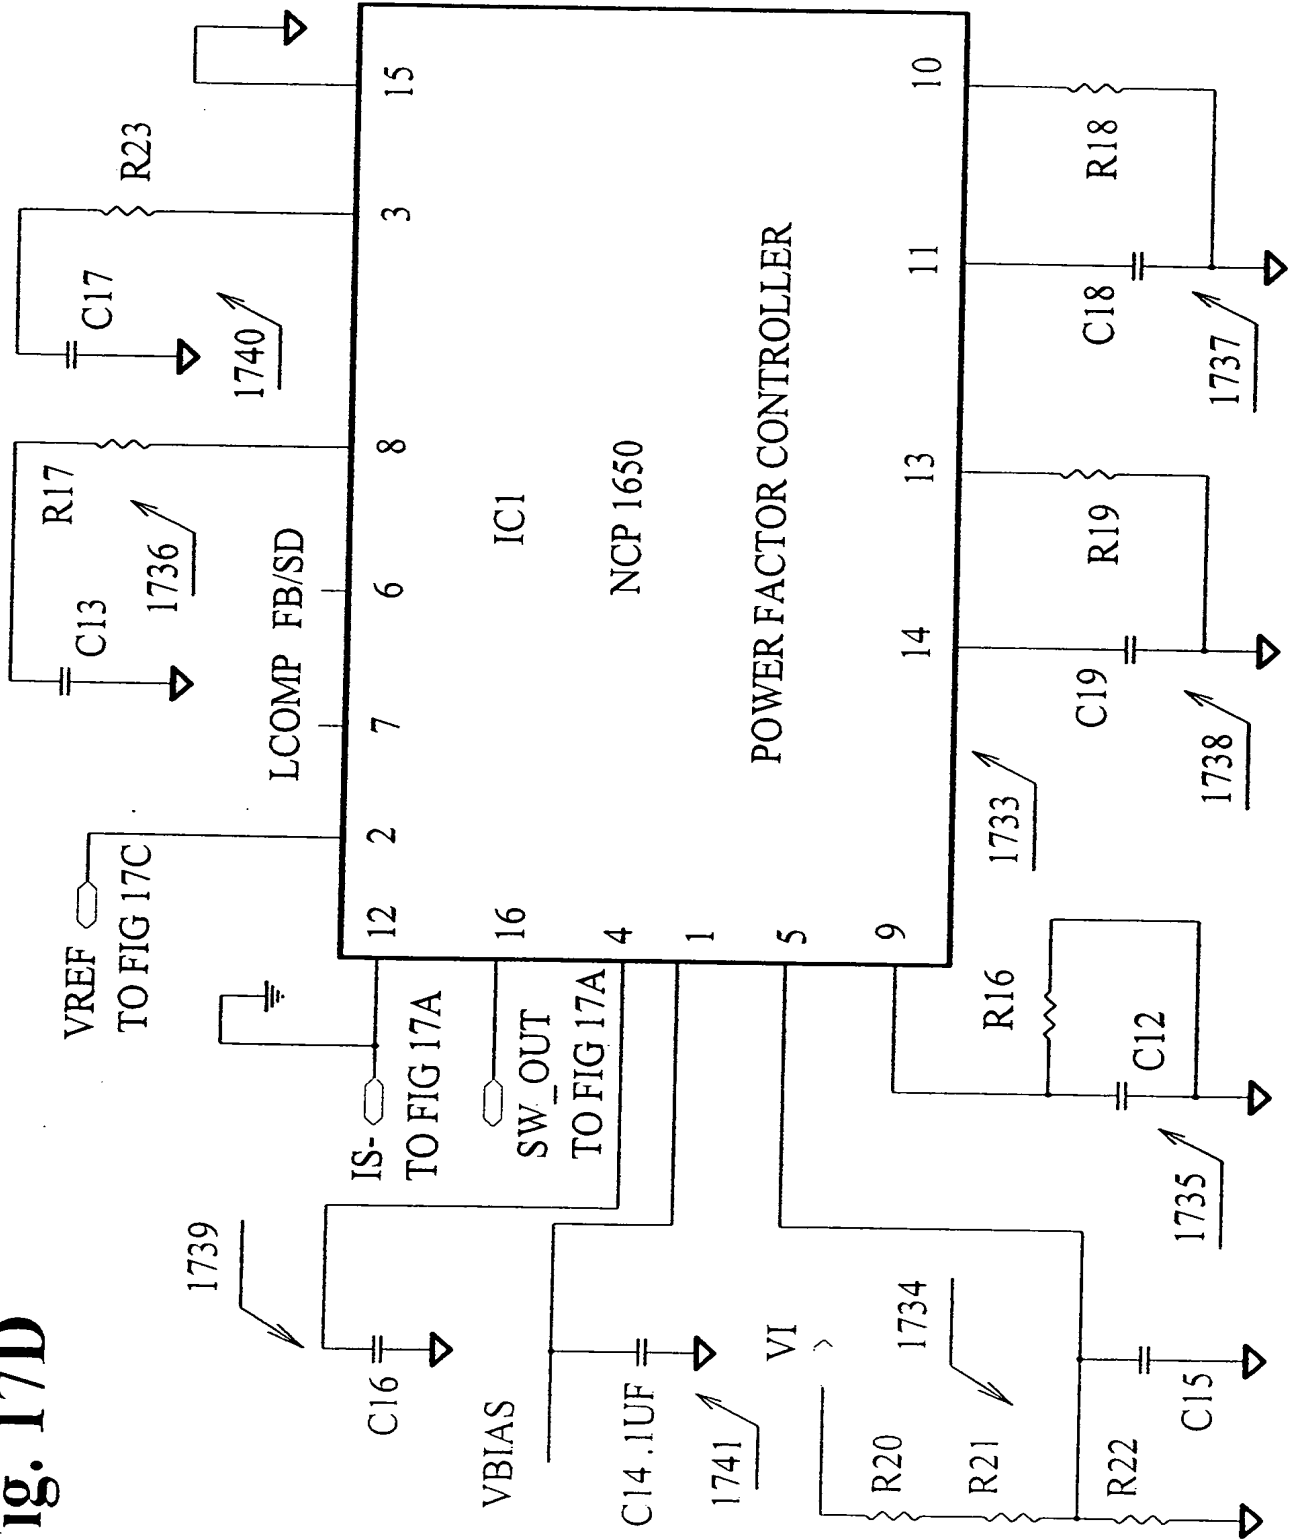 ig. 17D
R17
VREF
C13
C17
TO FIG 17C
R23
1736
1739
1740
LCOMP FB/SD
IS-
12
2
7
6
8
3
15
C16
TO FIG 17A
VBIAS
SW_OUT
16
IC1
TO FIG 17A
4
C14 .1UF
NCP 1650
1
1741
VI
5
POWER FACTOR CONTROLLER
R20
1734
9
14
13
11
10
R21
R16
1733
R22
C12
C19
R19
C18
R18
C15
1735
1738
1737